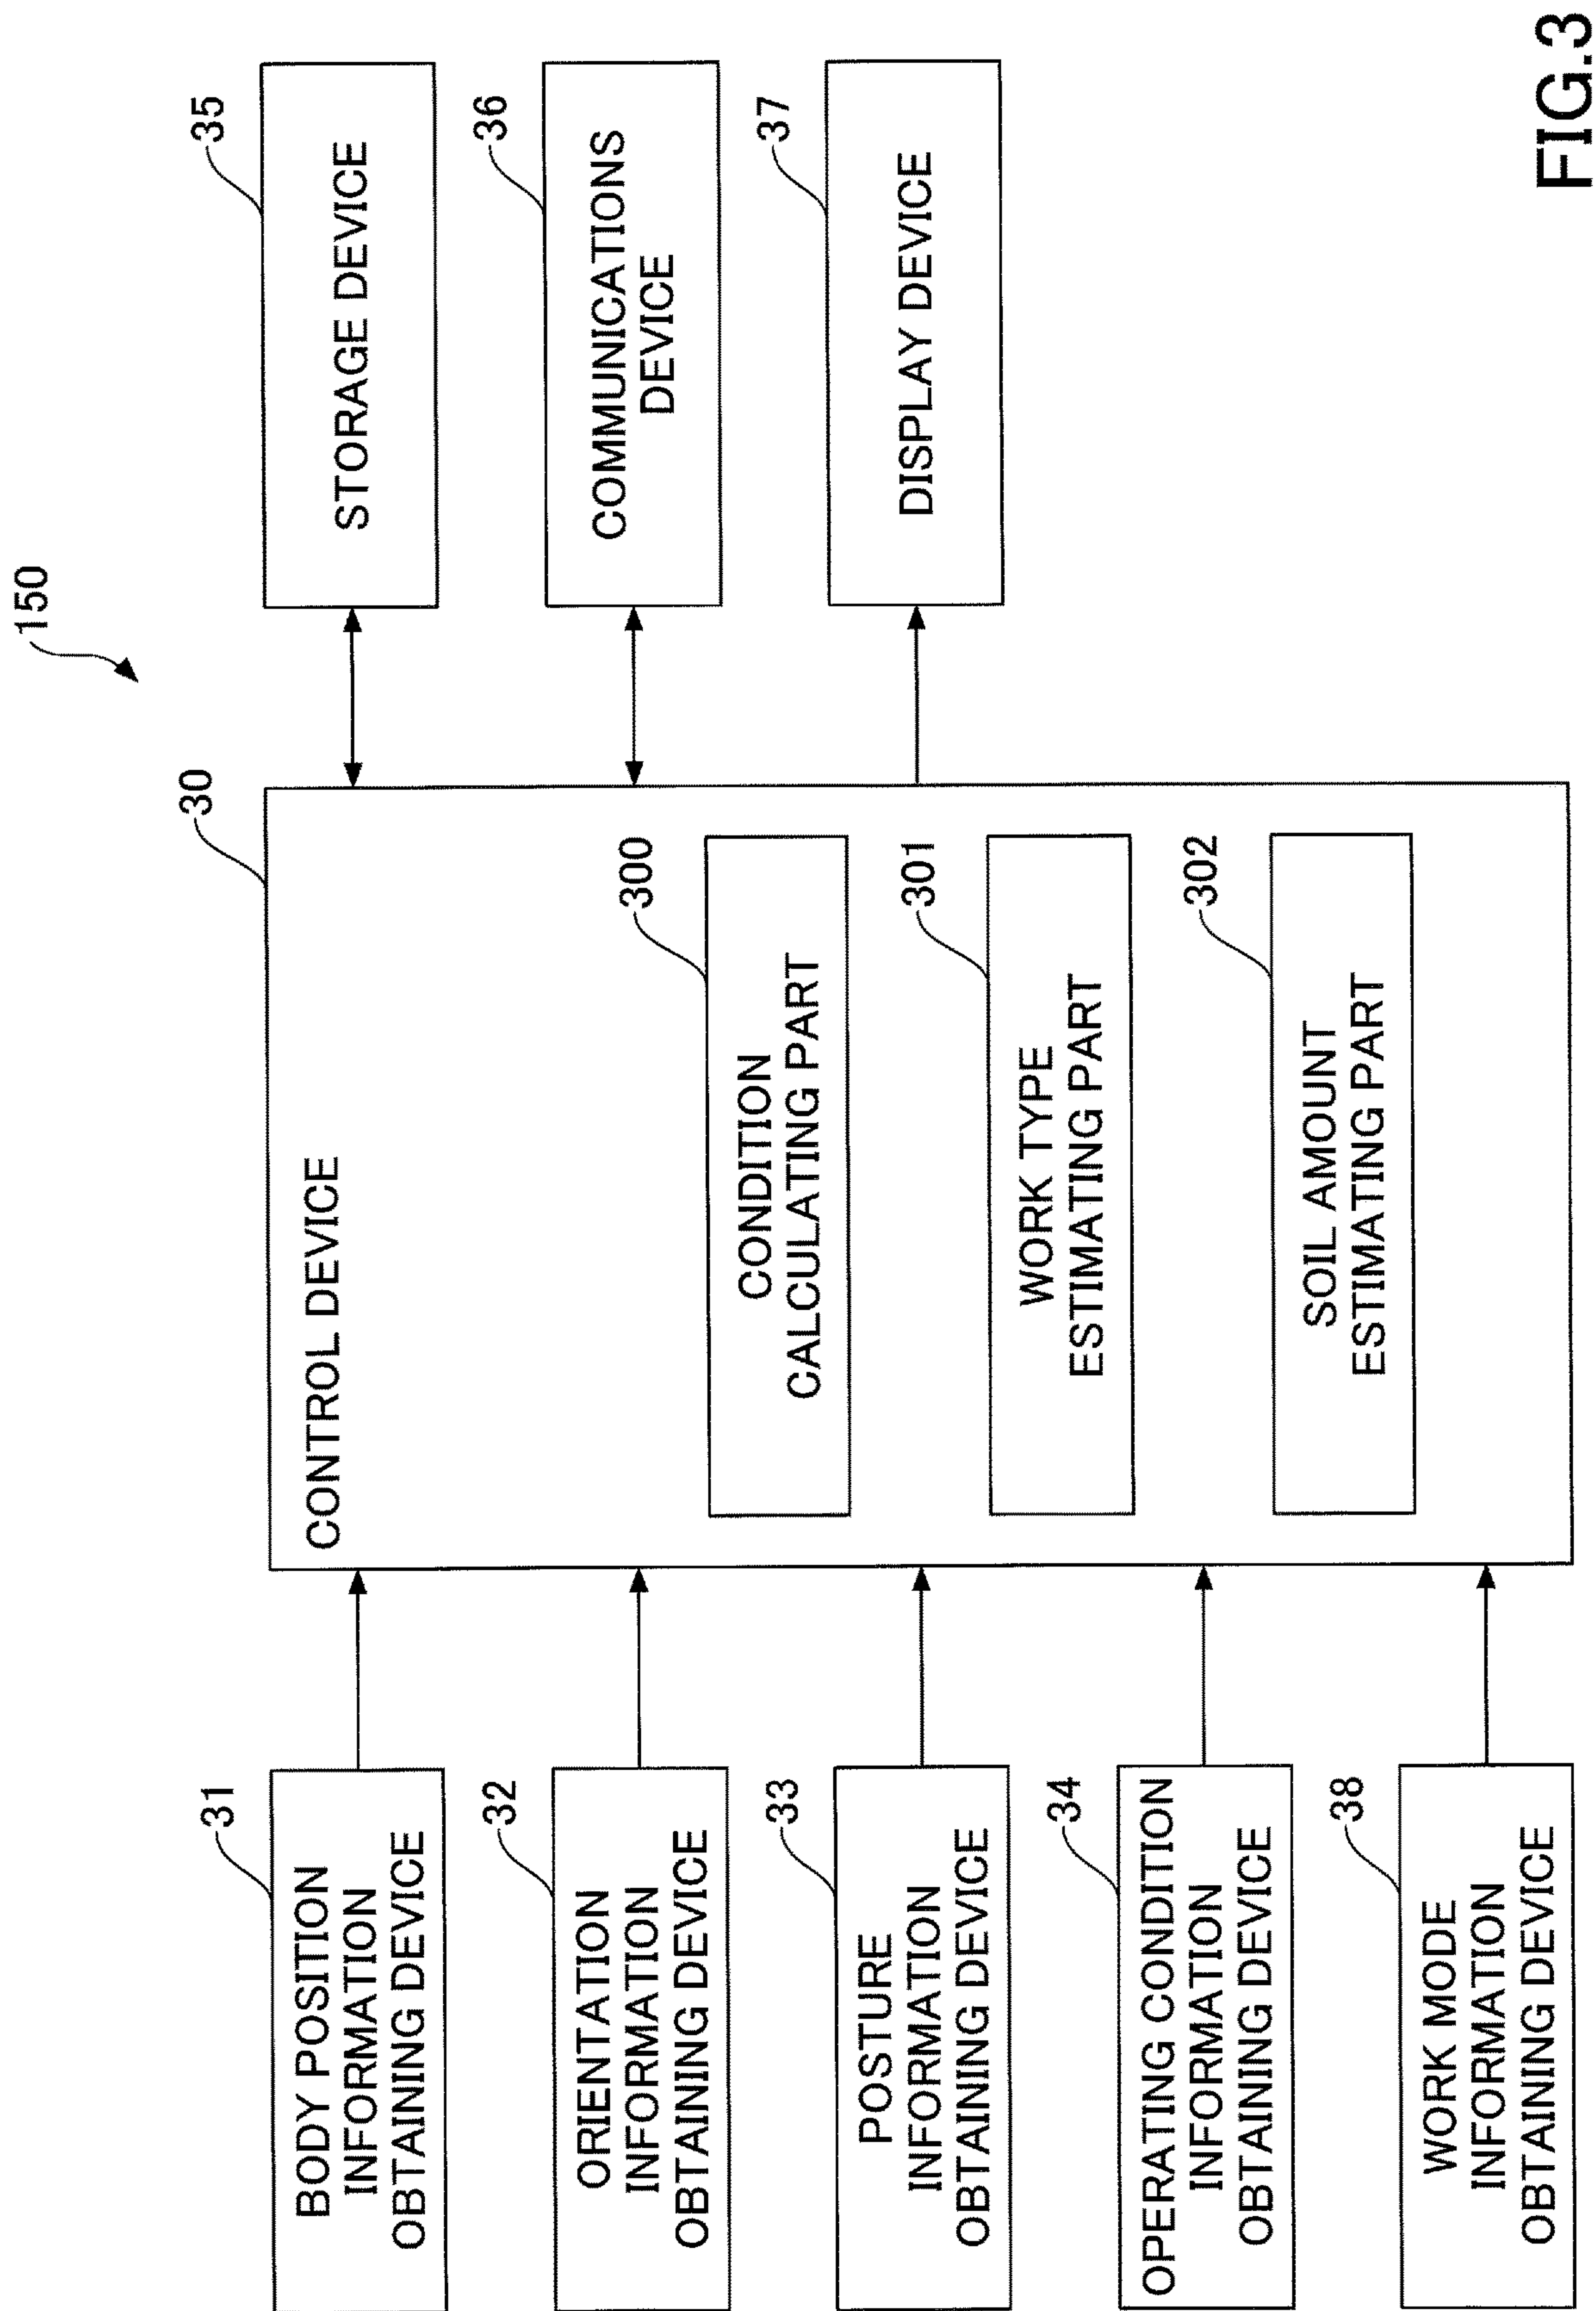 150
31
BODY POSITION
INFORMATION
OBTAINING DEVICE
32
ORIENTATION
INFORMATION
OBTAINING DEVICE
33
POSTURE
INFORMATION
OBTAINING DEVICE
34
OPERATING CONDITION
INFORMATION
OBTAINING DEVICE
38
WORK MODE
INFORMATION
OBTAINING DEVICE
30
CONTROL DEVICE
300
CONDITION
CALCULATING PART
301
WORK TYPE
ESTIMATING PART
302
SOIL AMOUNT
ESTIMATING PART
35
STORAGE DEVICE
36
COMMUNICATIONS
DEVICE
37
DISPLAY DEVICE
FIG.3